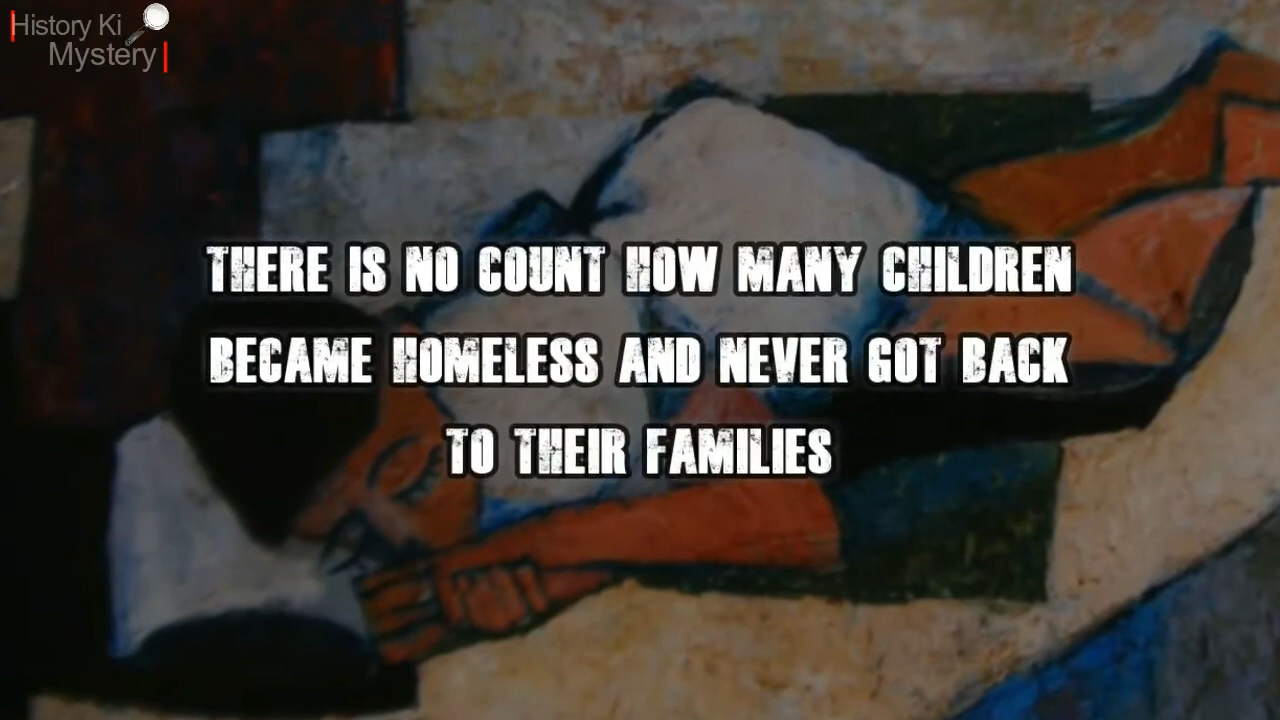 History Ki
Mystery
THERE IS NO COUNT HOW MANY CHILDREN
BECAME HOMELESS AND NEVER GOT BACK
TO THEIR FAMILIES